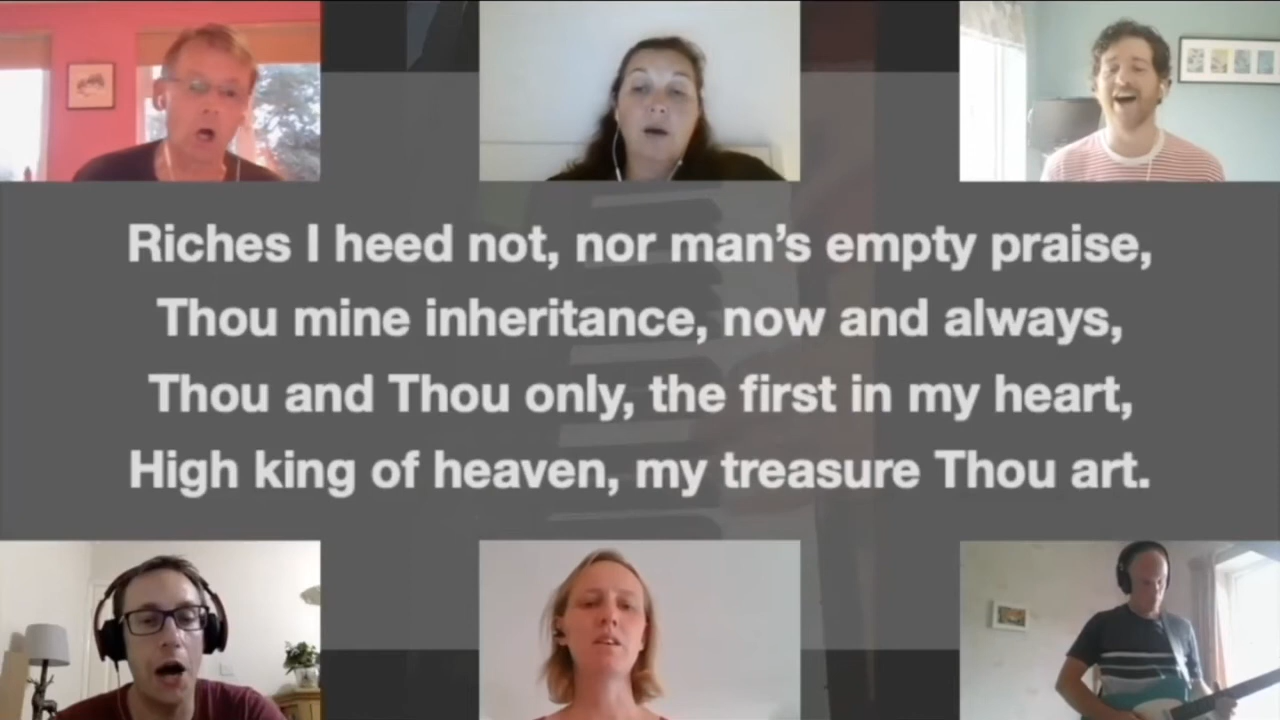 Riches I heed not, nor man’s empty praise,
Thou mine inheritance, now and always,
Thou and Thou only, the first in my heart,
High king of heaven, my treasure Thou art.